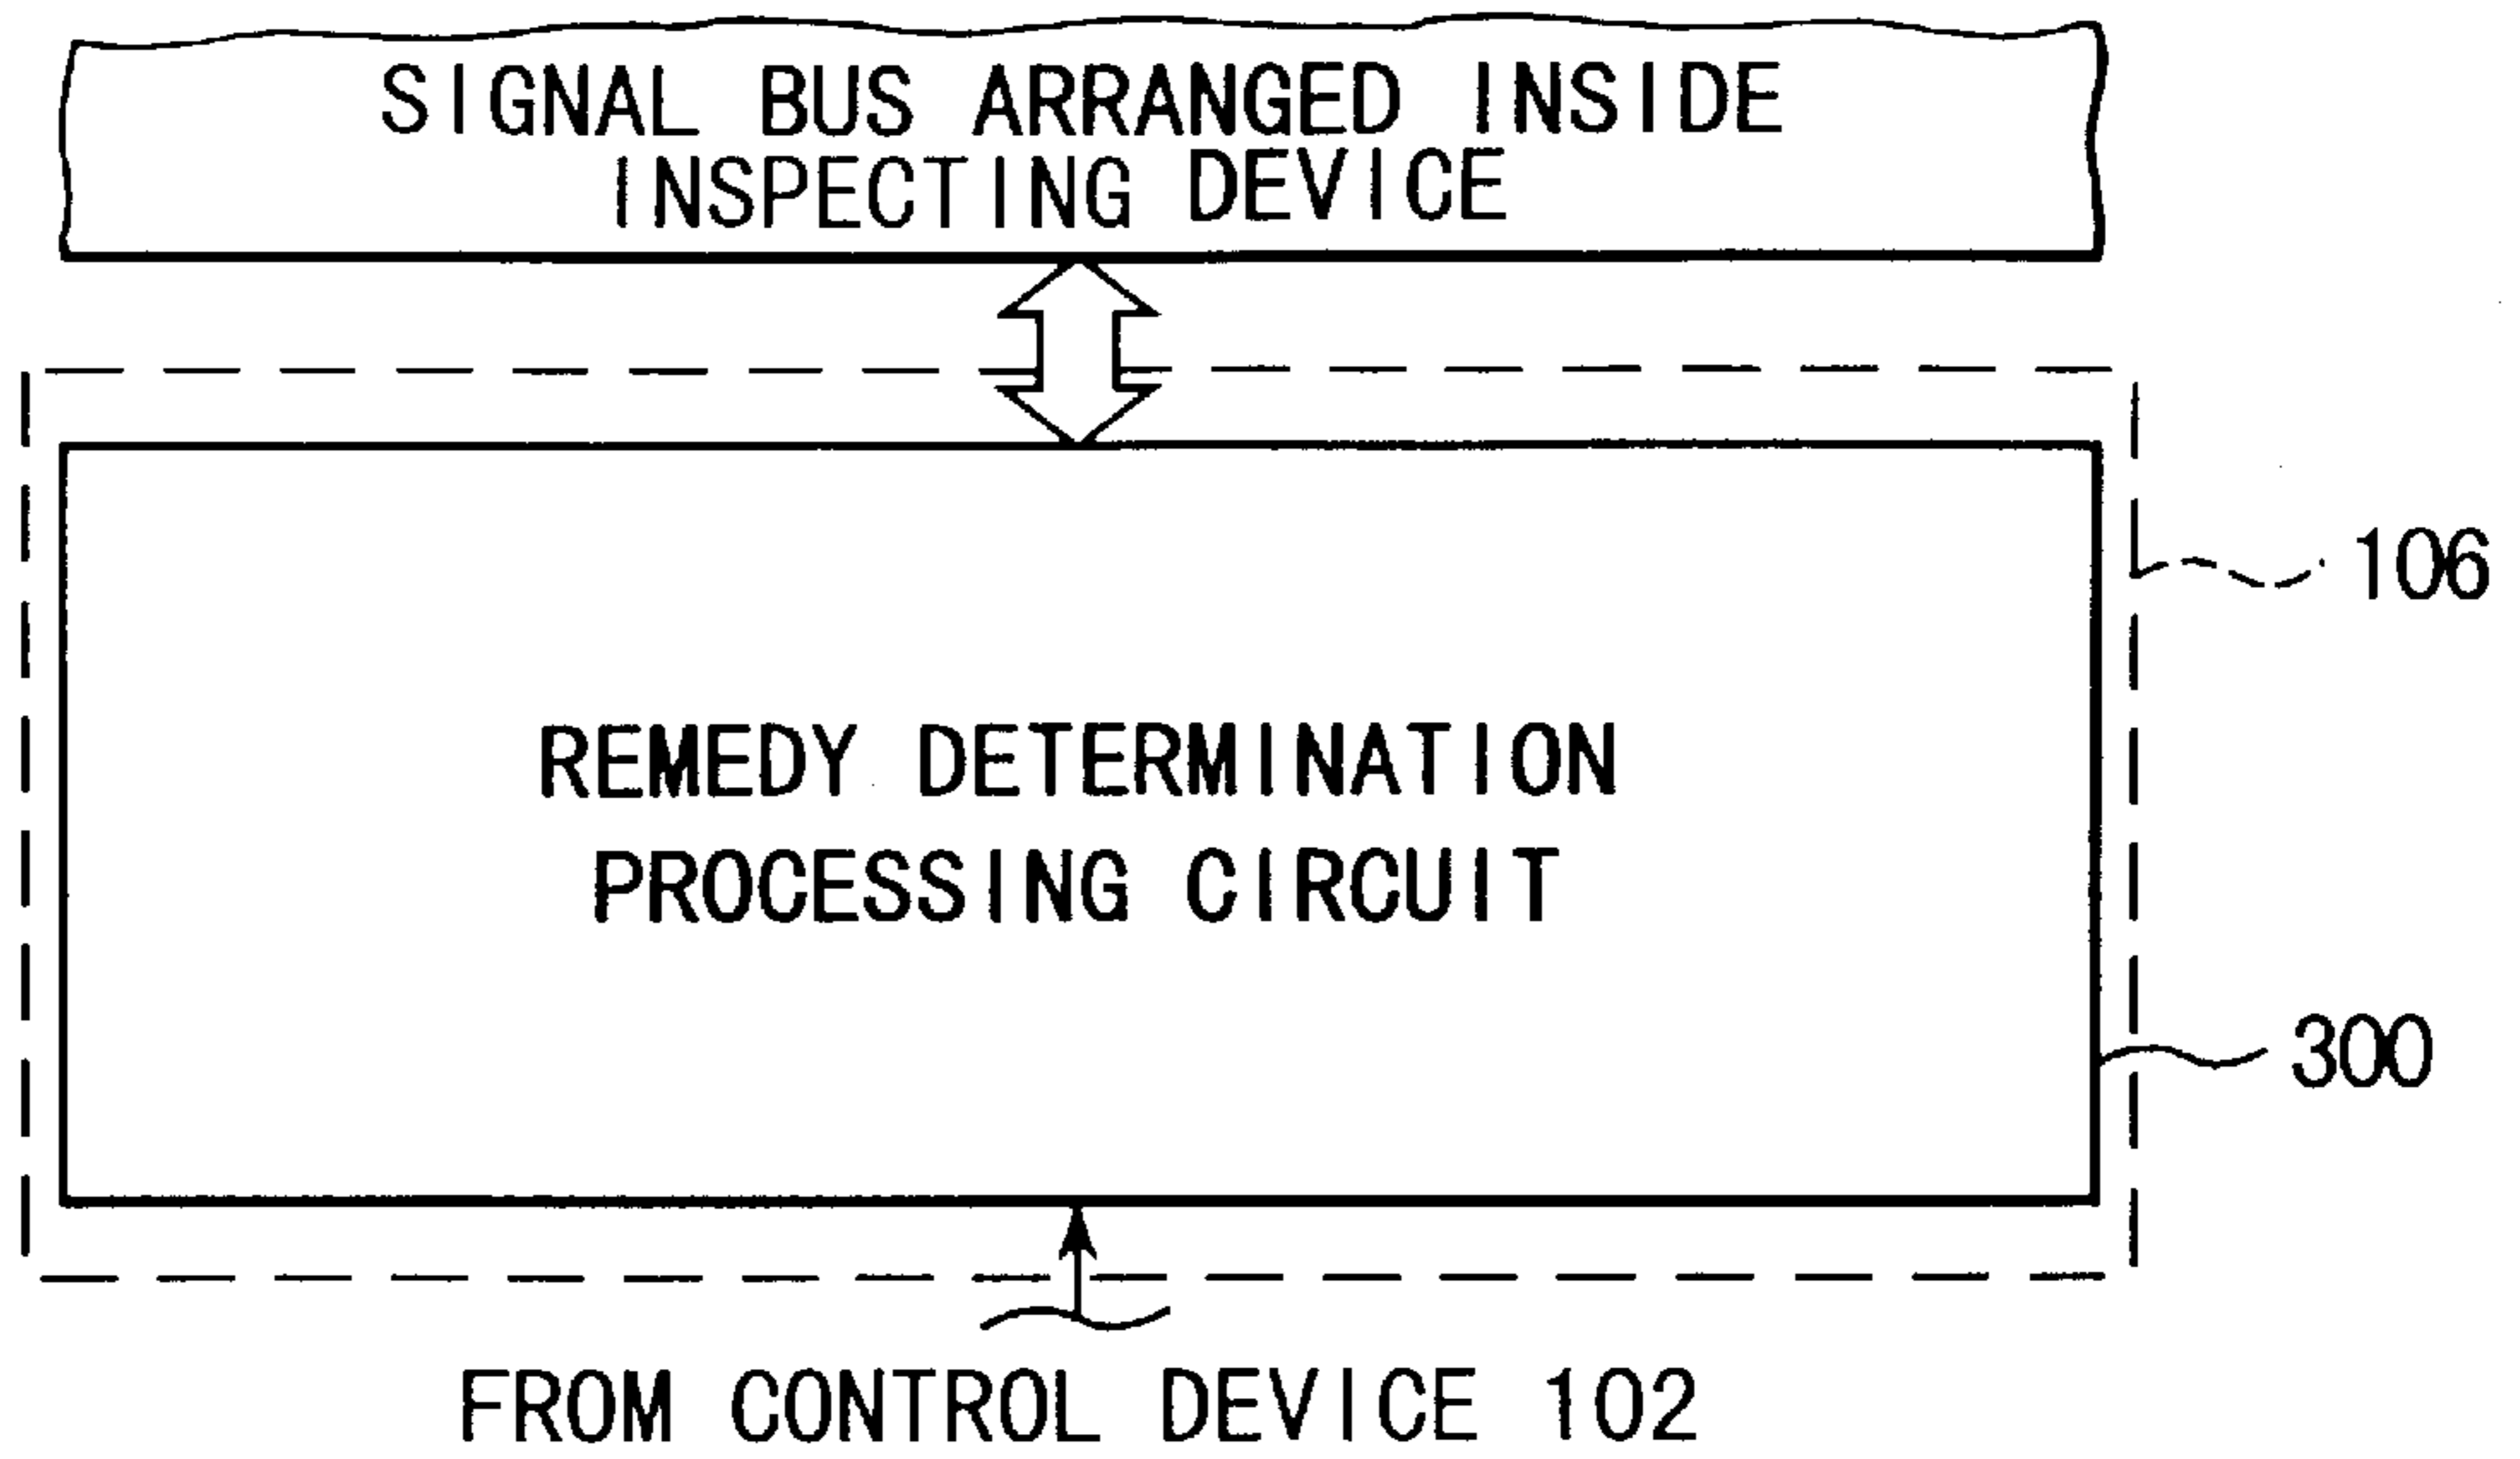 SIGNAL BUS ARRANGED INSIDE
INSPECTING DEVICE
106
REMEDY DETERMINATION
PROCESSING CIRCUIT
300
FROM CONTROL DEVICE 102